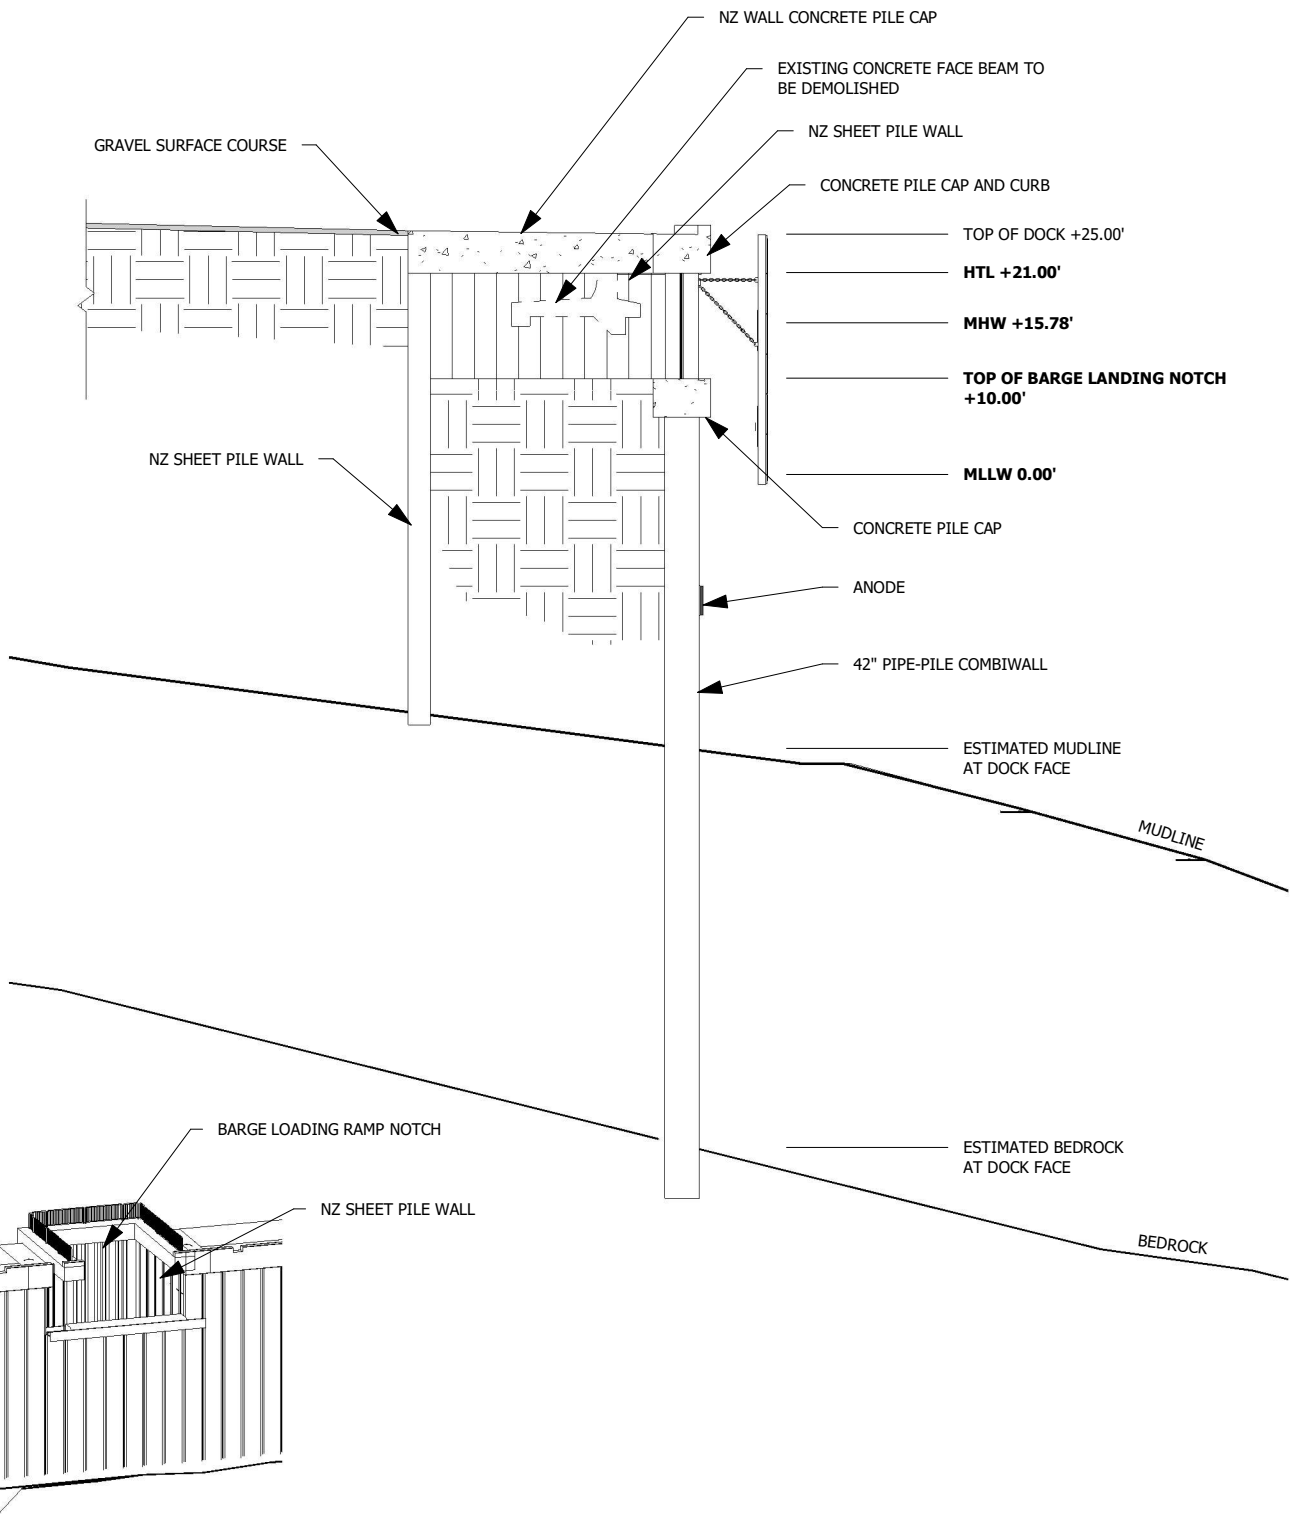 NZ WALL CONCRETE PILE CAP
EXISTING CONCRETE FACE BEAM TO
BE DEMOLISHED
NZ SHEET PILE WALL
GRAVEL SURFACE COURSE
CONCRETE PILE CAP AND CURB
TOP OF DOCK +25.00'
HTL +21.00'
MHW +15.78'
TOP OF BARGE LANDING NOTCH
+10.00'
NZ SHEET PILE WALL
MLLW 0.00'
CONCRETE PILE CAP
ANODE
42" PIPE-PILE COMBIWALL
ESTIMATED MUDLINE
AT DOCK FACE
MUDLINE
BARGE LOADING RAMP NOTCH
ESTIMATED BEDROCK
AT DOCK FACE
NZ SHEET PILE WALL
BEDROCK